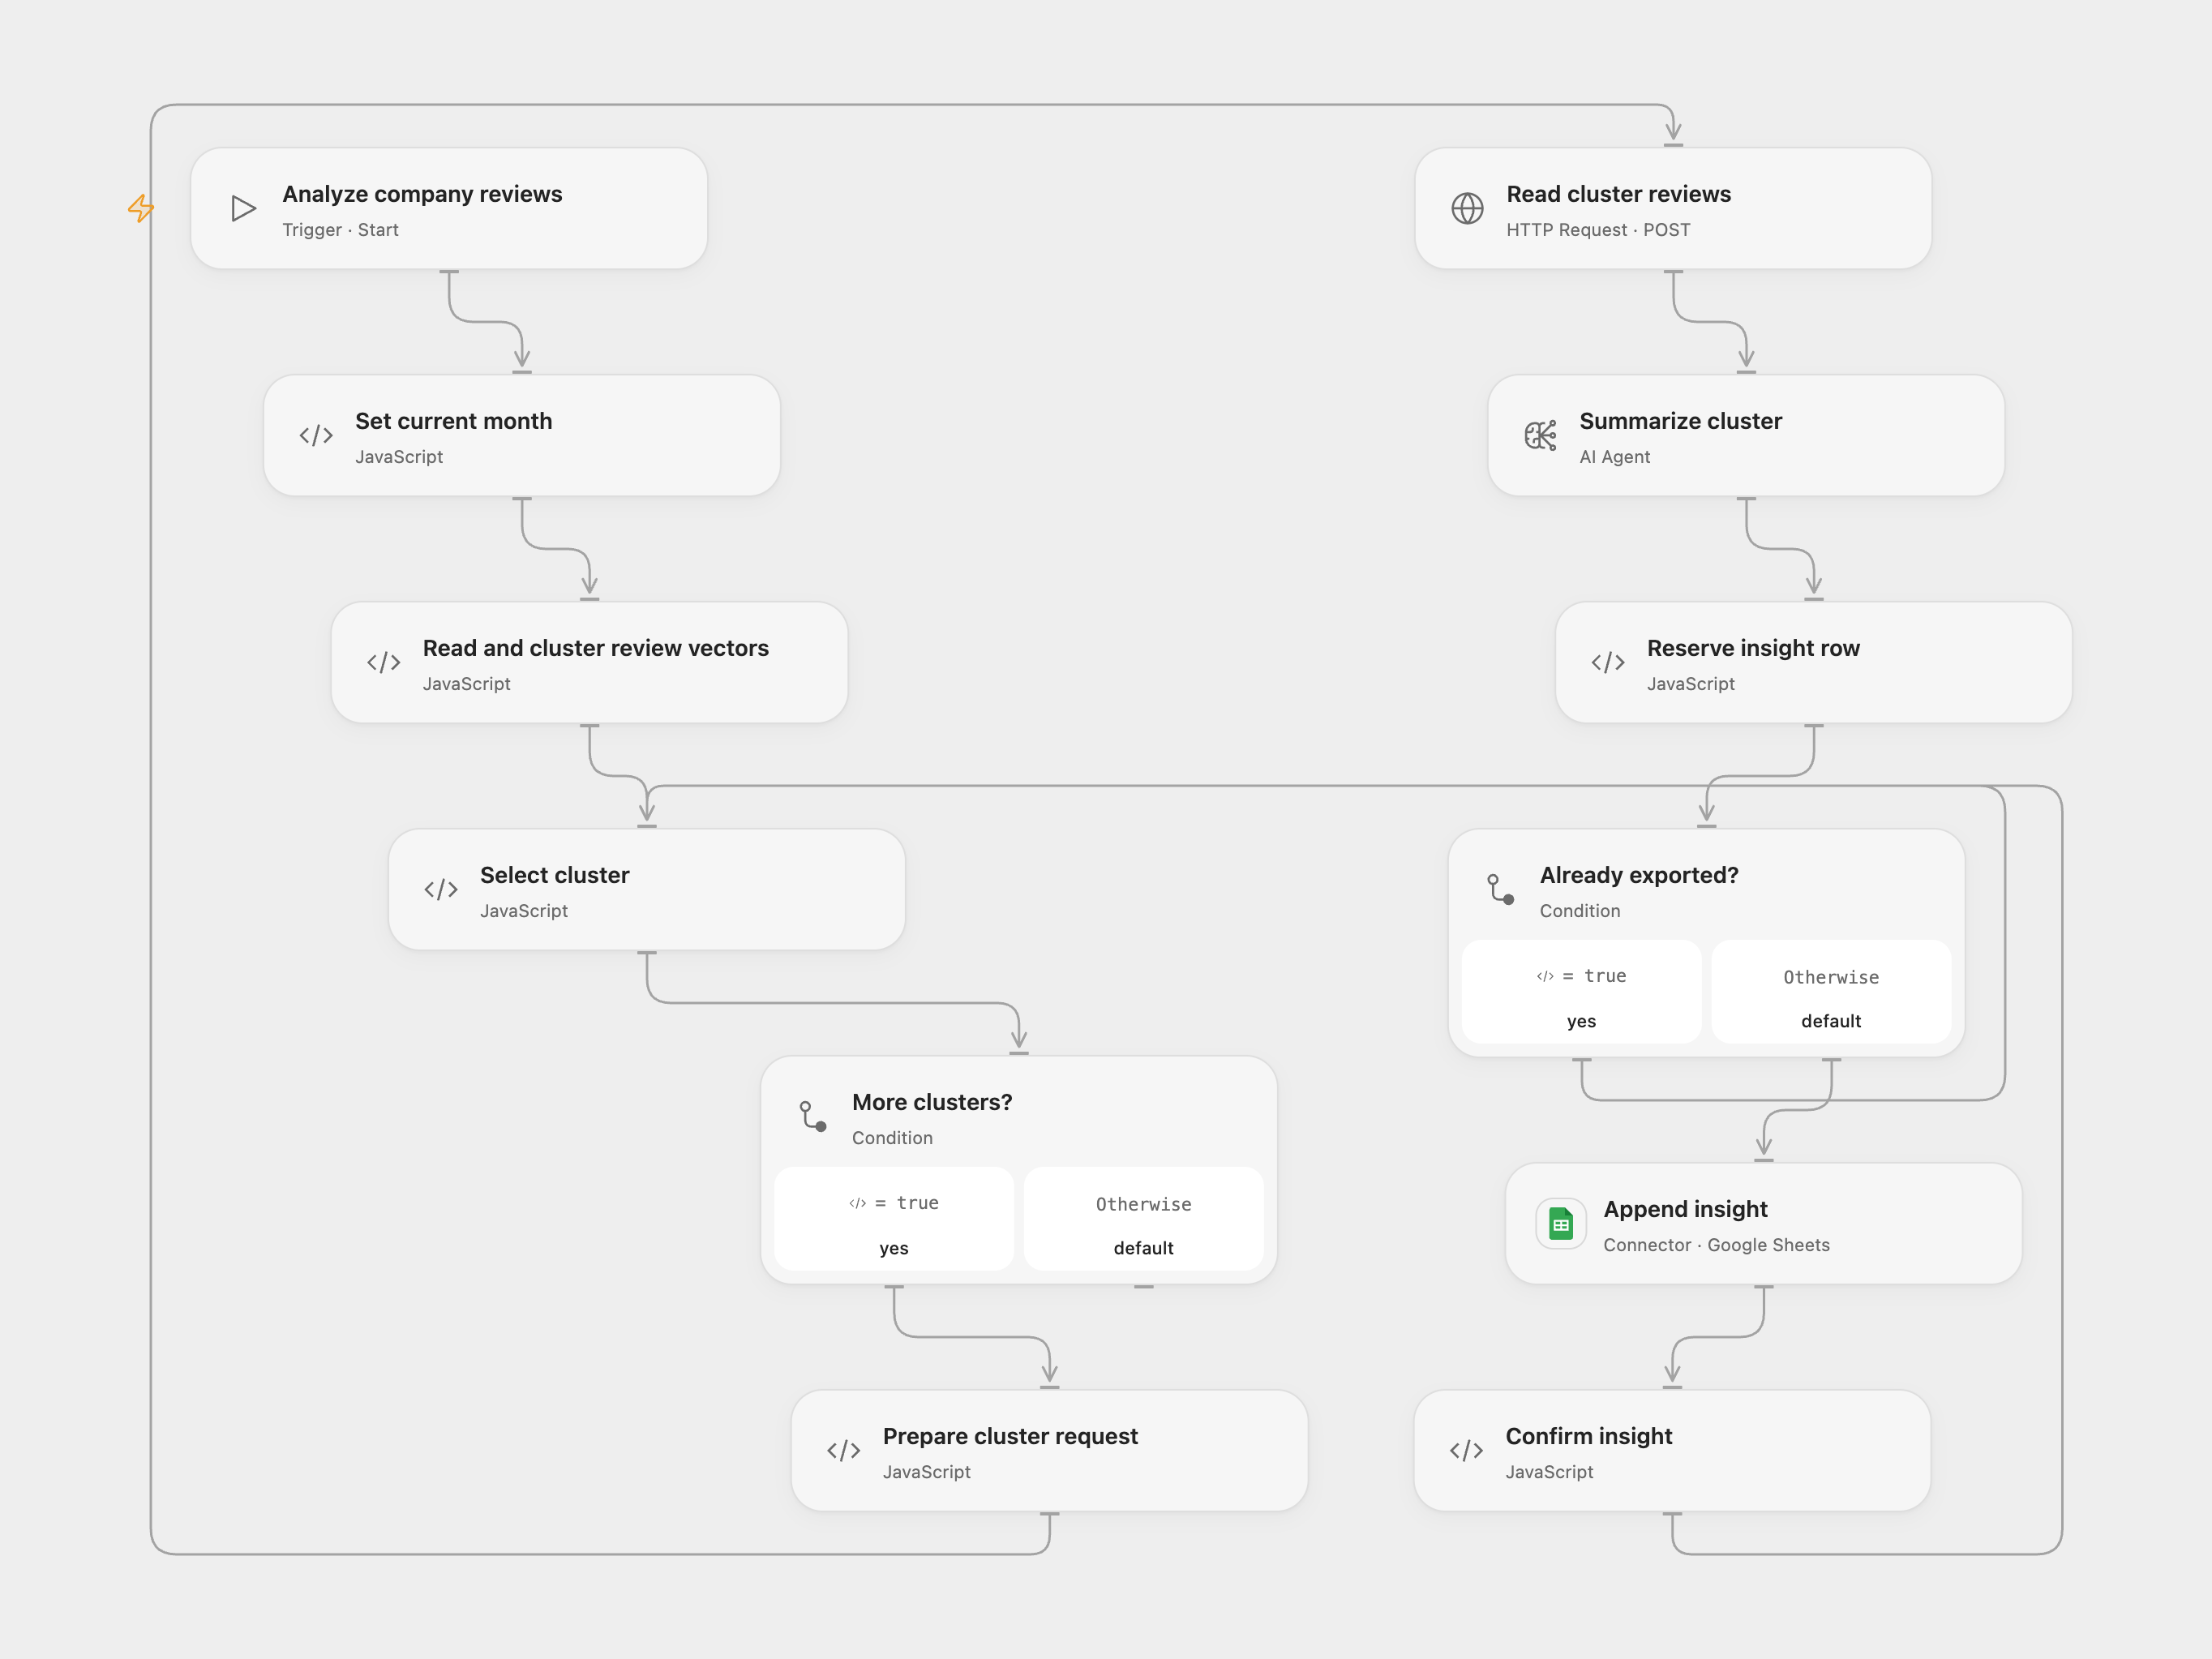 Analyze company reviews
Trigger · Start
Set current month
JavaScript
Read and cluster review vectors
JavaScript
Select cluster
JavaScript
More clusters?
Condition
</> = true
yes
Otherwise
default
Prepare cluster request
JavaScript
Read cluster reviews
HTTP Request · POST
Summarize cluster
AI Agent
Reserve insight row
JavaScript
Already exported?
Condition
</> = true
yes
Otherwise
default
Append insight
Connector · Google Sheets
Confirm insight
JavaScript